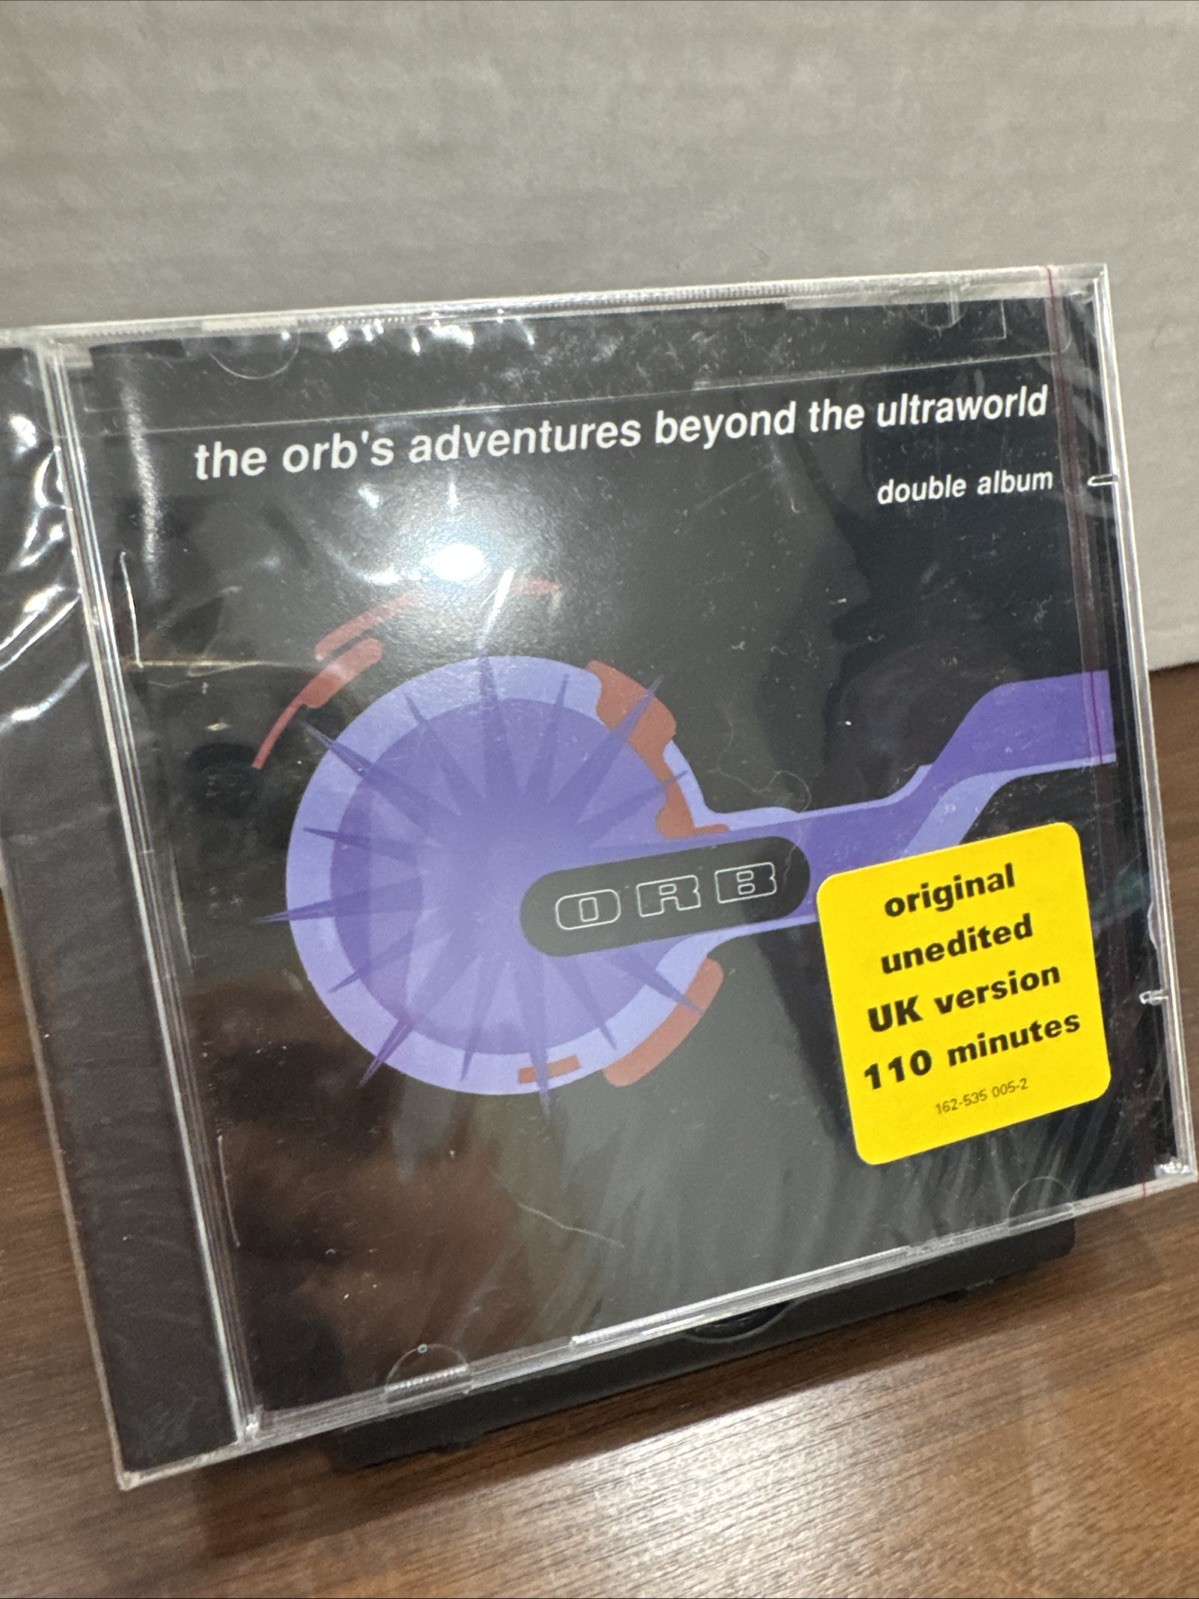 the orb's adventures beyond the ultraworld
double album
ORB
original
unedited
UK version
110 minutes
162-535 005-2